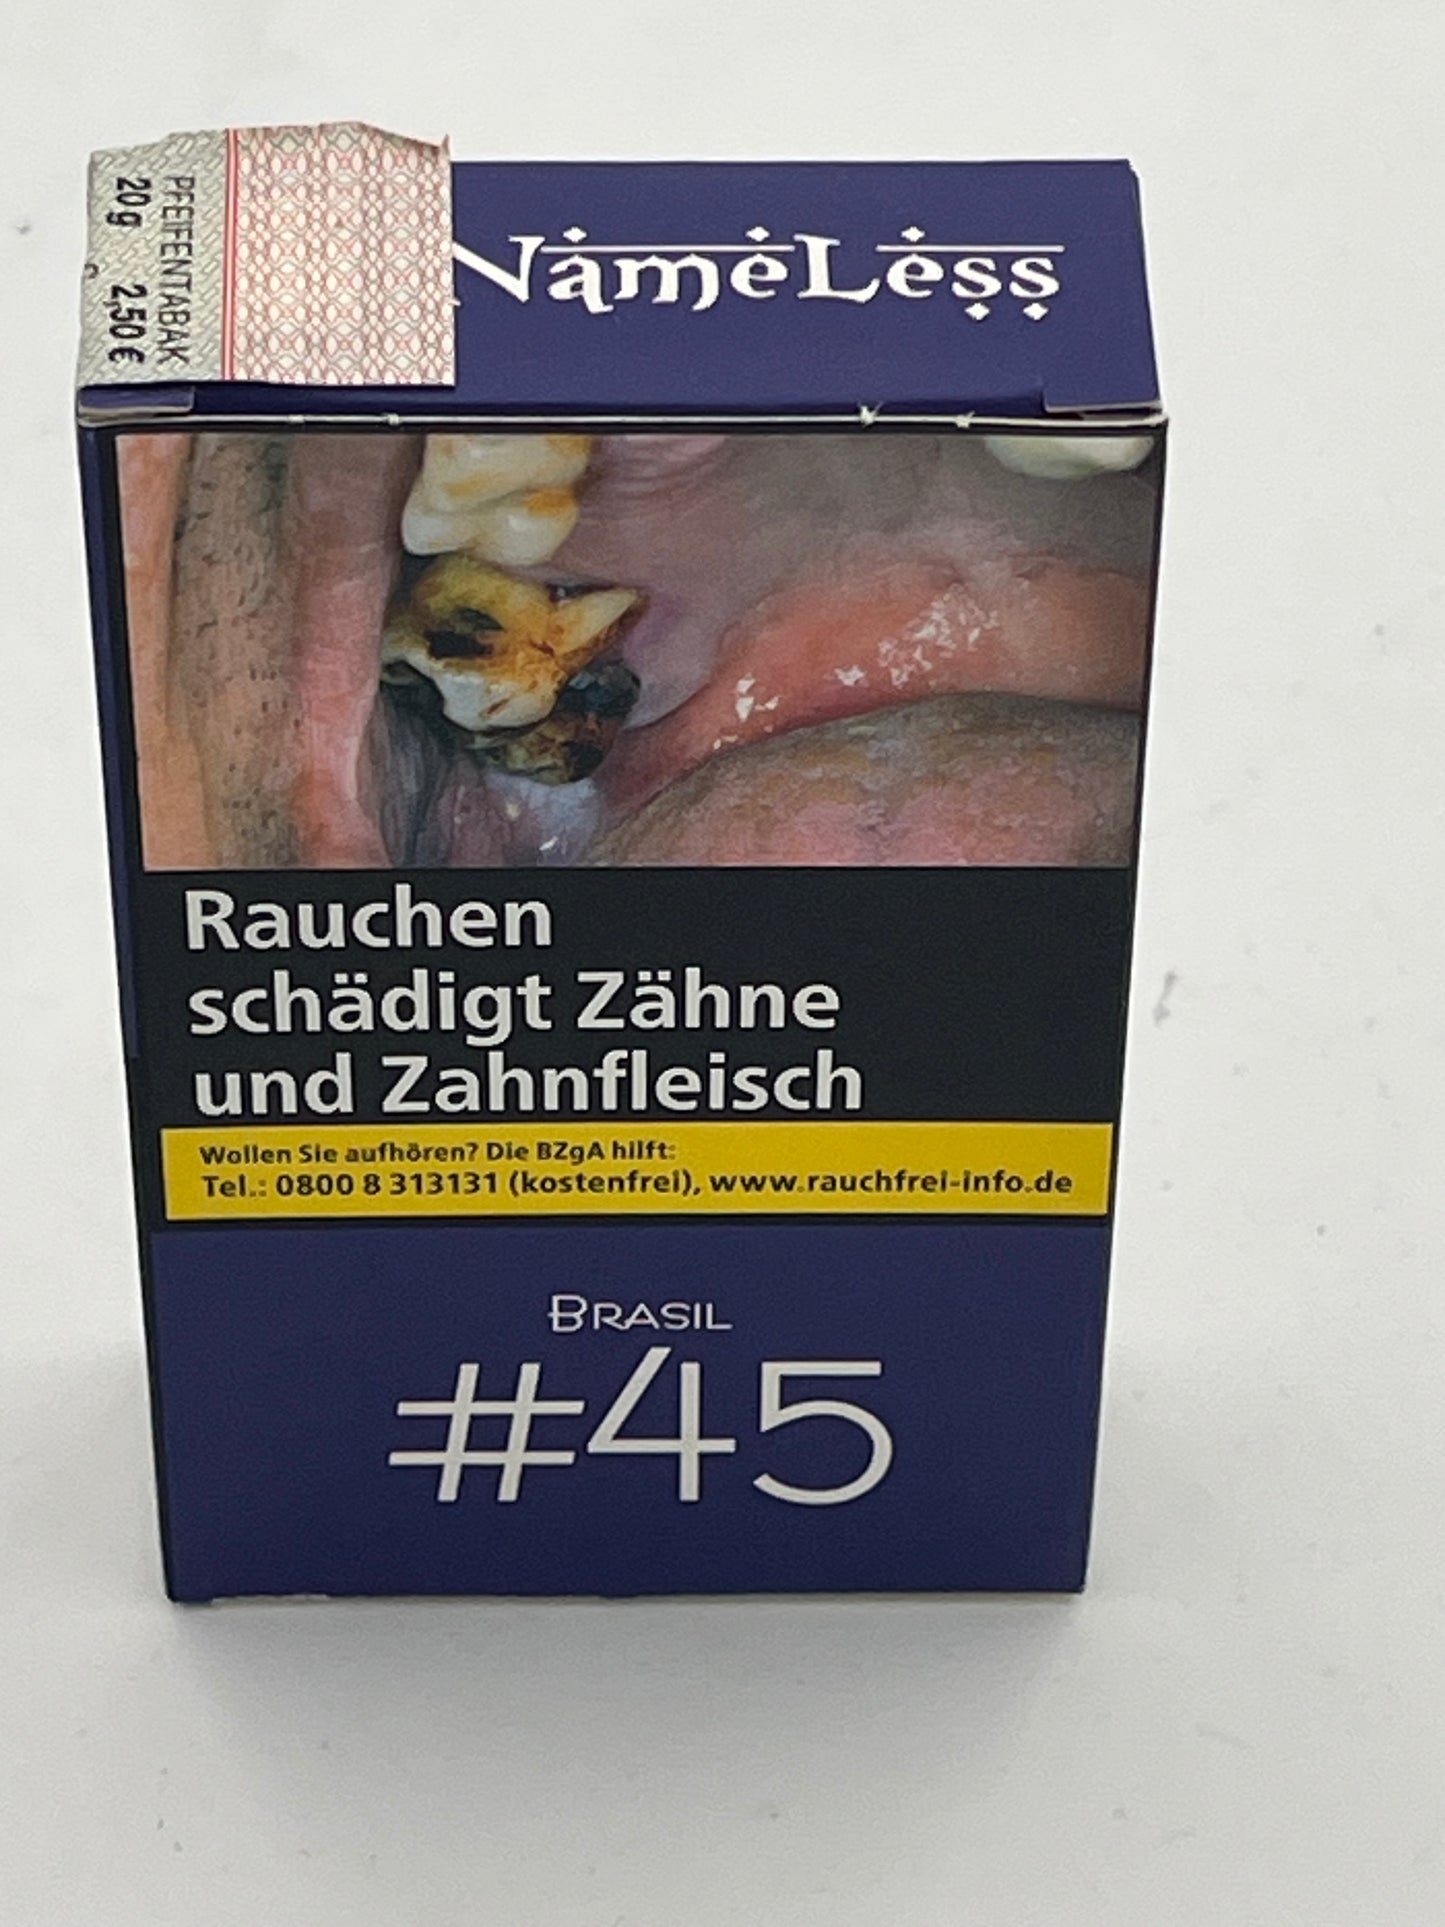 PFEIFENTABAK
20g 2,50 €
NameLess
Rauchen
schädigt Zähne
und Zahnfleisch
Wollen Sie aufhören? Die BZgA hilft:
Tel.: 0800 8 313131 (kostenfrei), www.rauchfrei-info.de
BRASIL
#45